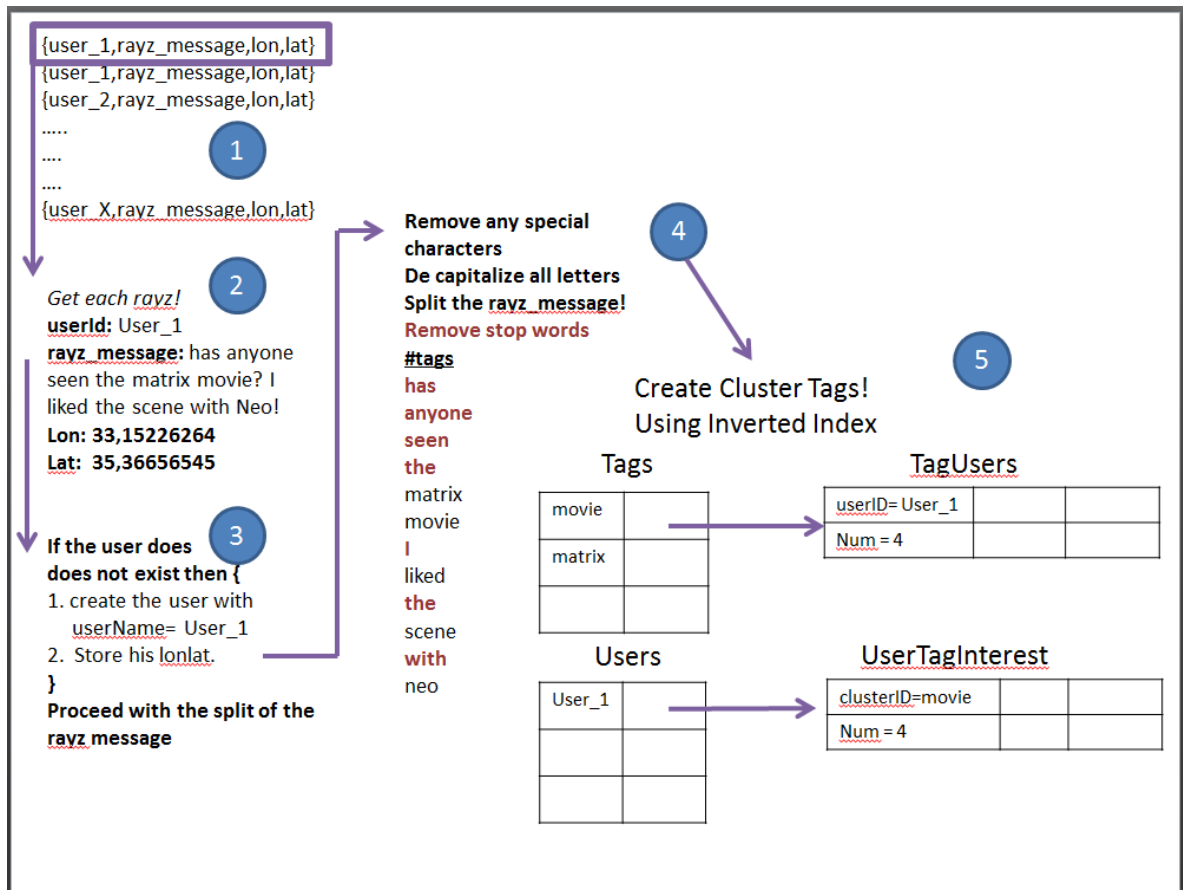 {user_1,rayz_message,lon,lat}
{user_1,rayz_message,lon,lat}
{user_2,rayz_message,lon,lat}
.....
....
....
{user_X,rayz_message,lon,lat}
1
2
Get each rayz!
userId: User_1
rayz_message: has anyone
seen the matrix movie? I
liked the scene with Neo!
Lon: 33,15226264
Lat: 35,36656545
3
If the user does
does not exist then {
1. create the user with
userName= User_1
2. Store his lonlat.
}
Proceed with the split of the
rayz message
4
Remove any special
characters
De capitalize all letters
Split the rayz_message!
Remove stop words
#tags
has
anyone
seen
the
matrix
movie
I
liked
the
scene
with
neo
5
Create Cluster Tags!
Using Inverted Index
Tags
movie
matrix
TagUsers
userID= User_1
Num = 4
Users
User_1
UserTagInterest
clusterID=movie
Num = 4